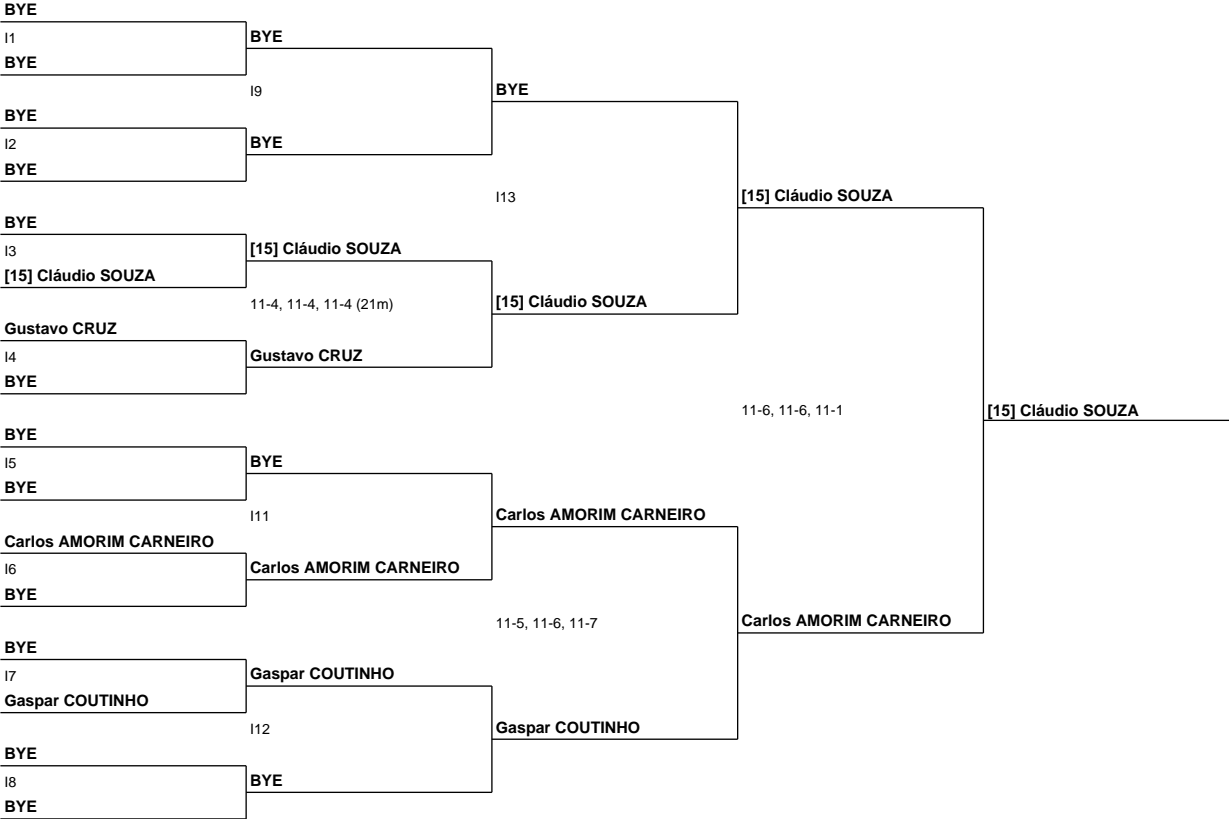 BYE
I1
BYE
BYE
I9
BYE
BYE
I2
BYE
BYE
I13
[15] Cláudio SOUZA
BYE
I3
[15] Cláudio SOUZA
[15] Cláudio SOUZA
11-4, 11-4, 11-4 (21m)
[15] Cláudio SOUZA
Gustavo CRUZ
I4
Gustavo CRUZ
BYE
11-6, 11-6, 11-1
[15] Cláudio SOUZA
BYE
I5
BYE
BYE
I11
Carlos AMORIM CARNEIRO
Carlos AMORIM CARNEIRO
I6
Carlos AMORIM CARNEIRO
BYE
11-5, 11-6, 11-7
Carlos AMORIM CARNEIRO
BYE
I7
Gaspar COUTINHO
Gaspar COUTINHO
I12
Gaspar COUTINHO
BYE
I8
BYE
BYE